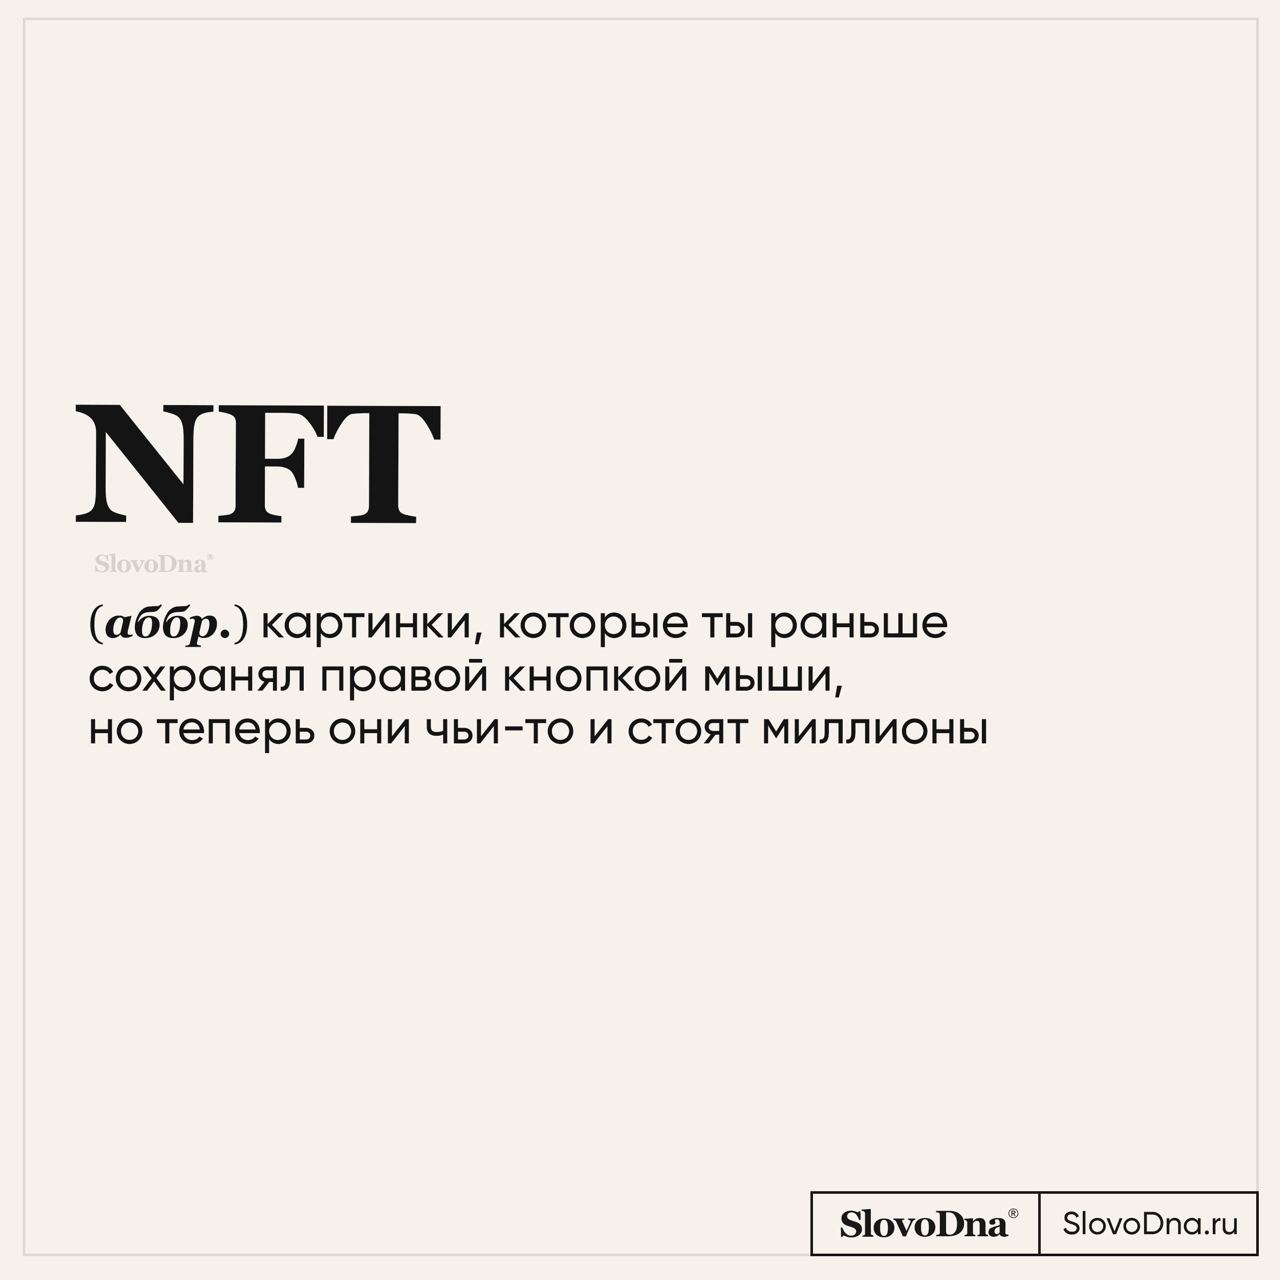 NFT
SlovoDna®
(аббр.) картинки, которые ты раньше
сохранял правой кнопкой мыши,
но теперь они чьи-то и стоят миллионы
SlovoDna® SlovoDna.ru